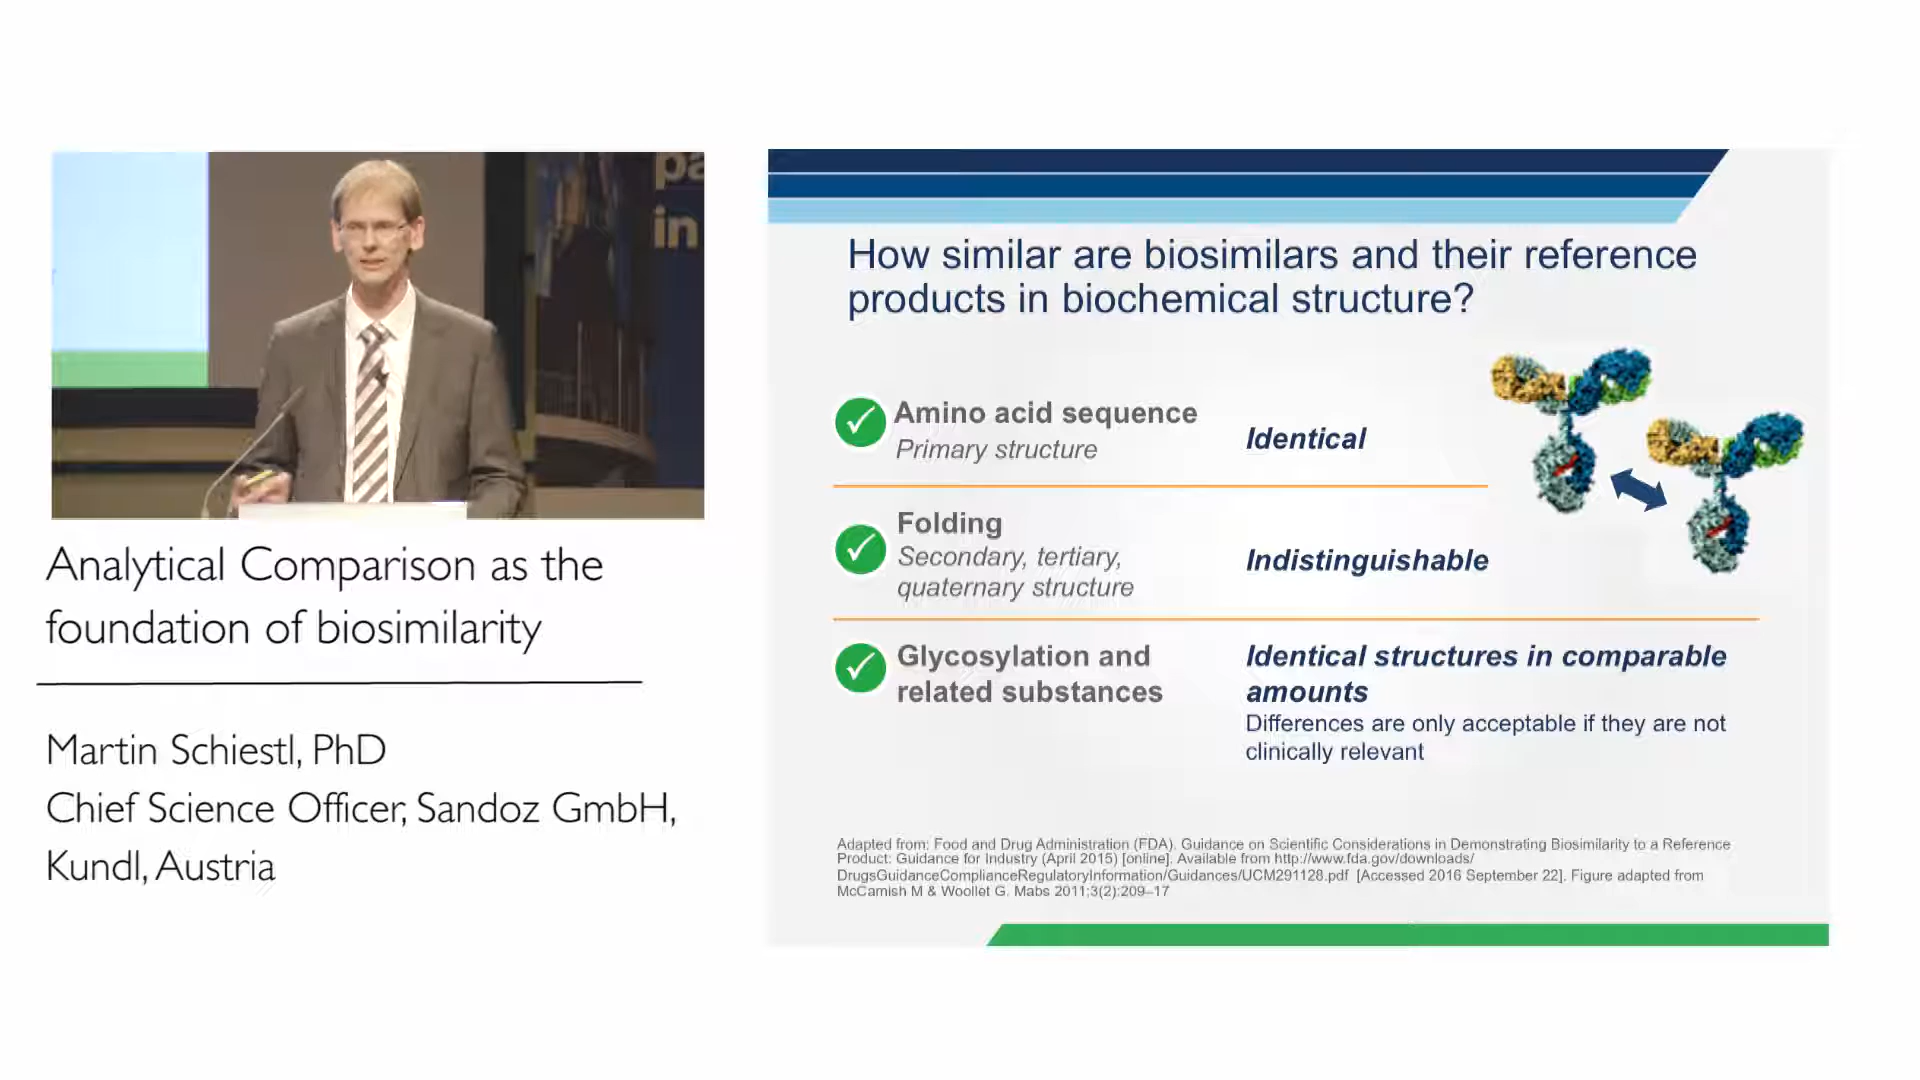 pa
in
Analytical Comparison as the
foundation of biosimilarity
Martin Schiestl, PhD
Chief Science Officer, Sandoz GmbH,
Kundl, Austria
How similar are biosimilars and their reference
products in biochemical structure?
Amino acid sequence
Primary structure
Identical
Folding
Secondary, tertiary,
quaternary structure
Indistinguishable
Glycosylation and
related substances
Identical structures in comparable
amounts
Differences are only acceptable if they are not
clinically relevant
Adapted from: Food and Drug Administration (FDA). Guidance on Scientific Considerations in Demonstrating Biosimilarity to a Reference
Product: Guidance for Industry (April 2015) [online]. Available from http://www.fda.gov/downloads/
DrugsGuidanceComplianceRegulatoryInformation/Guidances/UCM291128.pdf [Accessed 2016 September 22]. Figure adapted from
McCamish M & Woollet G. Mabs 2011;3(2):209–17